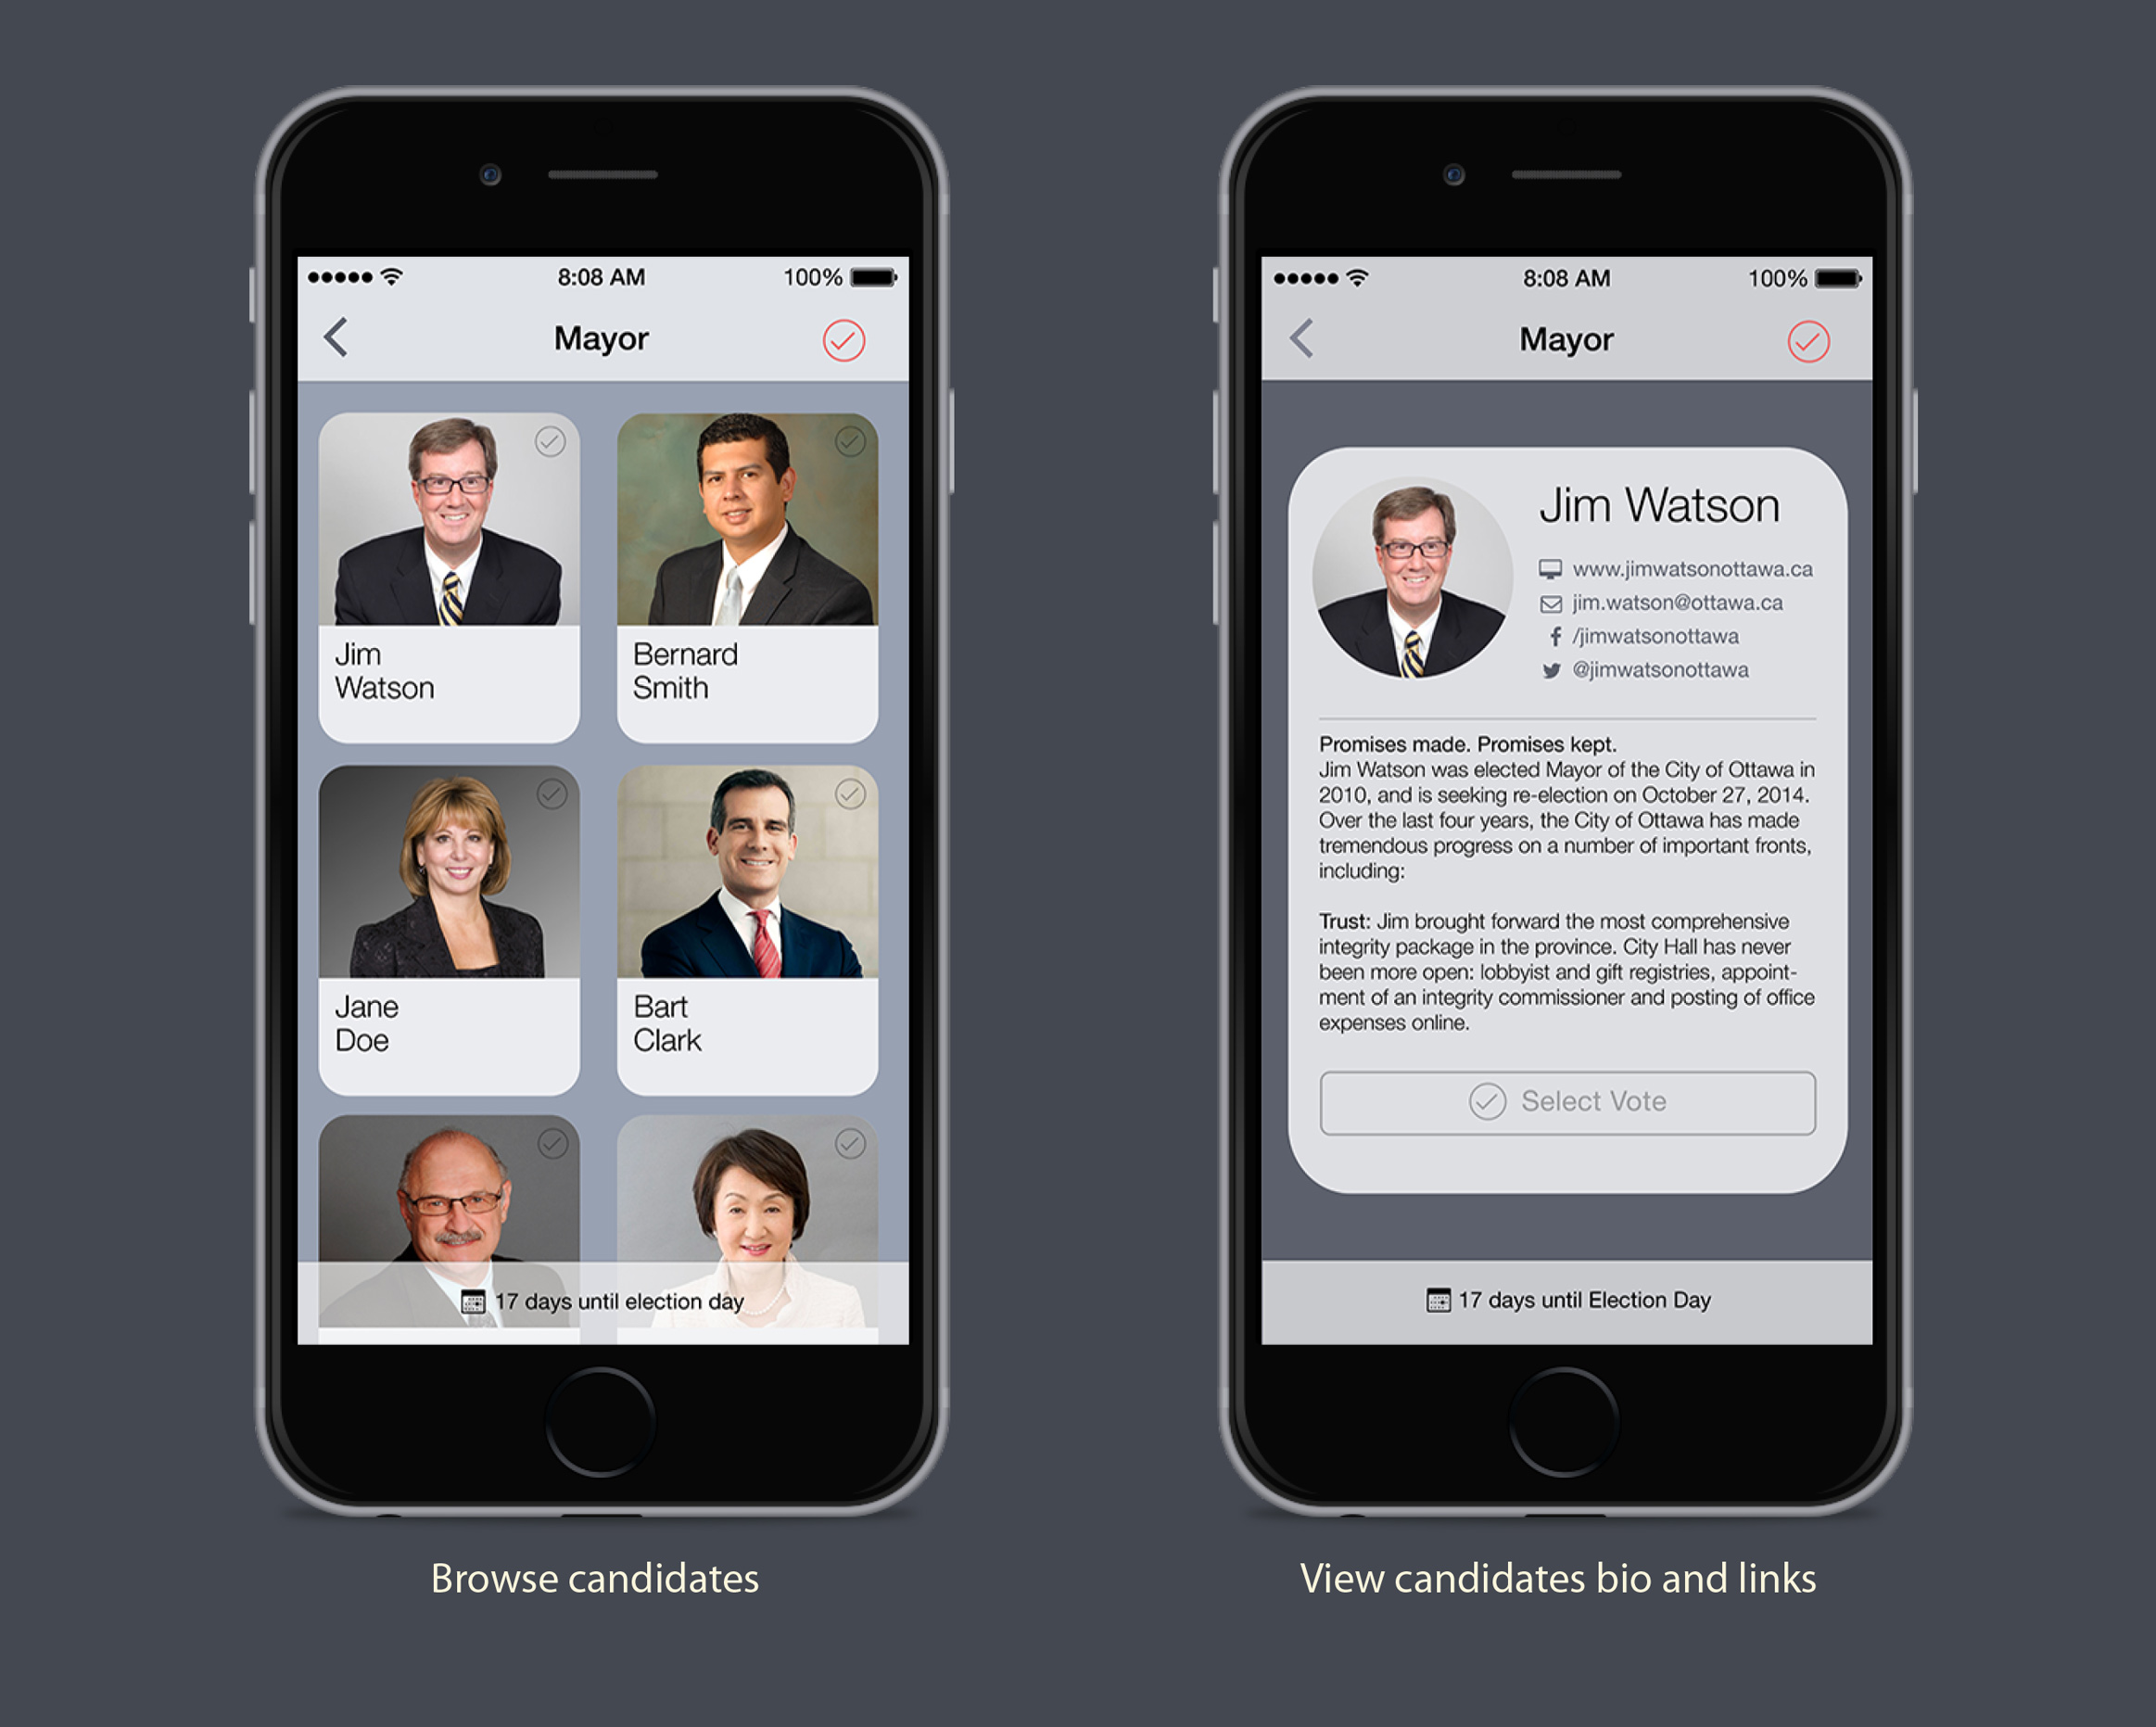 8:08 AM
100%
Mayor
Jim
Watson
Bernard
Smith
Jane
Doe
Bart
Clark
17 days until election day
Browse candidates
8:08 AM
100%
Mayor
Jim Watson
www.jimwatsonottawa.ca
jim.watson@ottawa.ca
/jimwatsonottawa
@jimwatsonottawa
Promises made. Promises kept.
Jim Watson was elected Mayor of the City of Ottawa in
2010, and is seeking re-election on October 27, 2014.
Over the last four years, the City of Ottawa has made
tremendous progress on a number of important fronts,
including:
Trust: Jim brought forward the most comprehensive
integrity package in the province. City Hall has never
been more open: lobbyist and gift registries, appoint-
ment of an integrity commissioner and posting of office
expenses online.
Select Vote
17 days until Election Day
View candidates bio and links